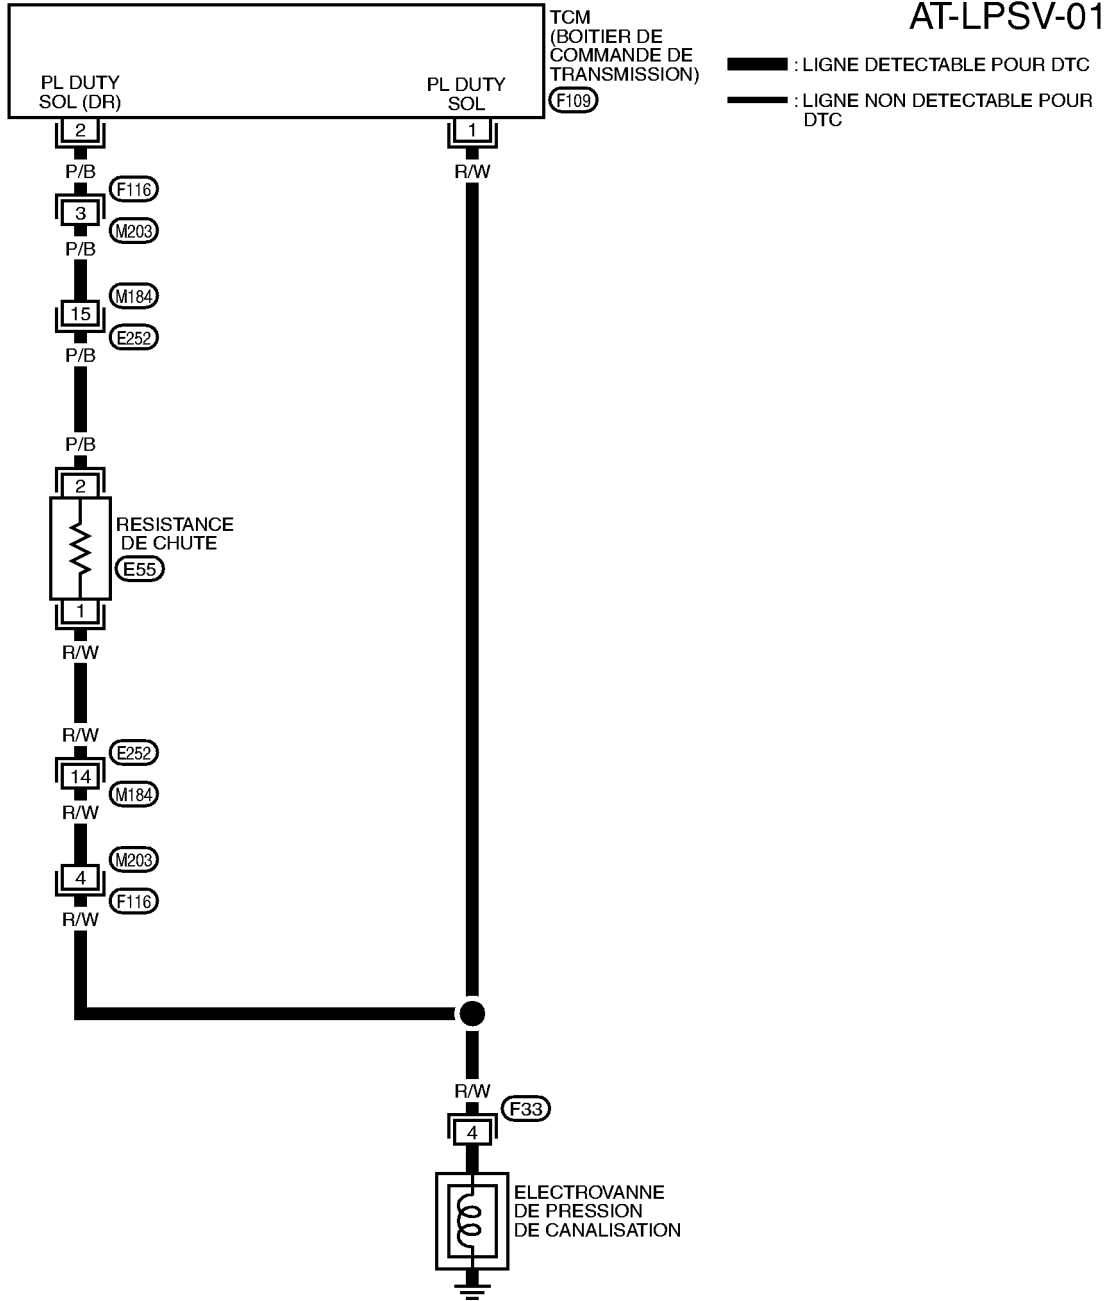 AT-LPSV-01
TCM
(BOITIER DE
COMMANDE DE
TRANSMISSION)
F109
: LIGNE DETECTABLE POUR DTC
: LIGNE NON DETECTABLE POUR
DTC
PL DUTY
SOL (DR)
PL DUTY
SOL
2
1
P/B
R/W
F116
3
M203
P/B
M184
15
E252
P/B
P/B
2
RESISTANCE
DE CHUTE
E55
1
R/W
R/W
E252
14
M184
R/W
M203
4
F116
R/W
R/W
F33
4
ELECTROVANNE
DE PRESSION
DE CANALISATION